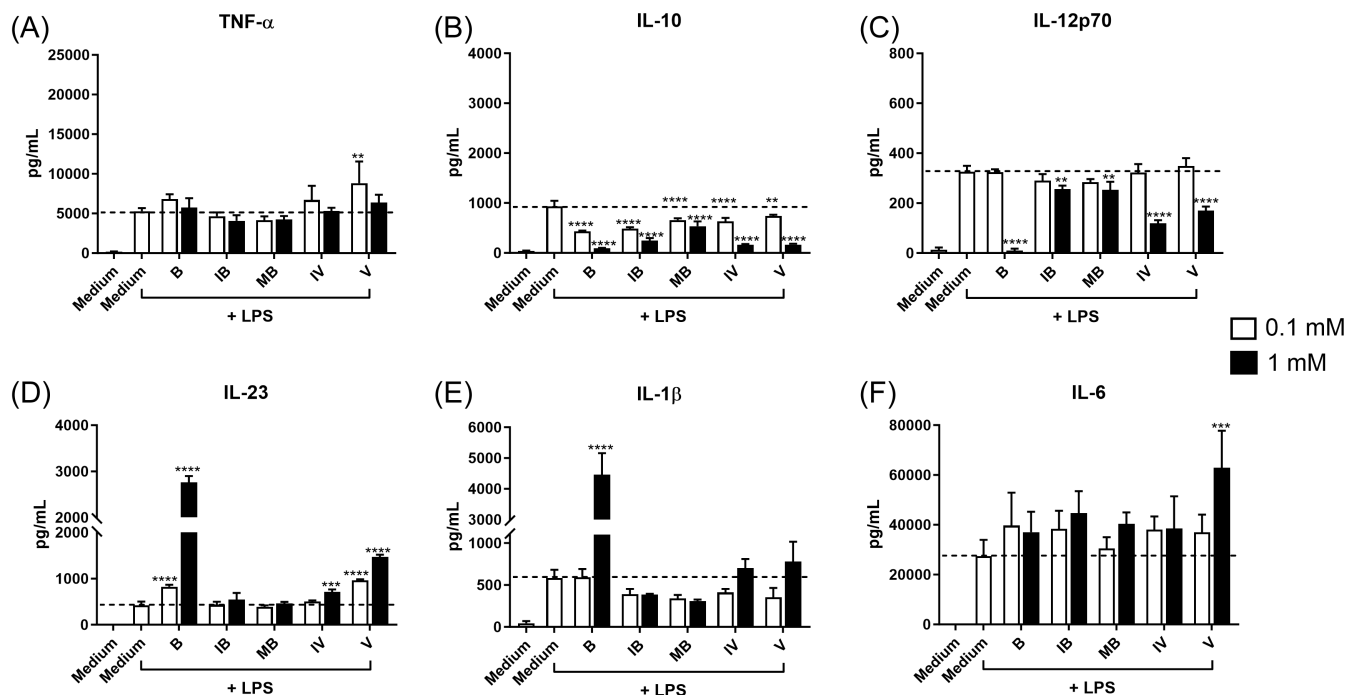 (A)
TNF-α
pg/mL
25000
20000
15000
10000
5000
0
**
Medium
Medium
B
IB
MB
IV
V
+ LPS
(B)
IL-10
pg/mL
4000
3000
2000
1000
0
****
****
****
****
****
****
****
****
**
****
Medium
Medium
B
IB
MB
IV
V
+ LPS
(C)
IL-12p70
pg/mL
800
600
400
200
0
****
**
**
****
****
Medium
Medium
B
IB
MB
IV
V
+ LPS
0.1 mM
1 mM
(D)
IL-23
pg/mL
4000
3000
2000
2000
1000
0
****
****
***
****
****
Medium
Medium
B
IB
MB
IV
V
+ LPS
(E)
IL-1β
pg/mL
6000
5000
4000
3000
1000
500
0
****
Medium
Medium
B
IB
MB
IV
V
+ LPS
(F)
IL-6
pg/mL
80000
60000
40000
20000
0
***
Medium
Medium
B
IB
MB
IV
V
+ LPS